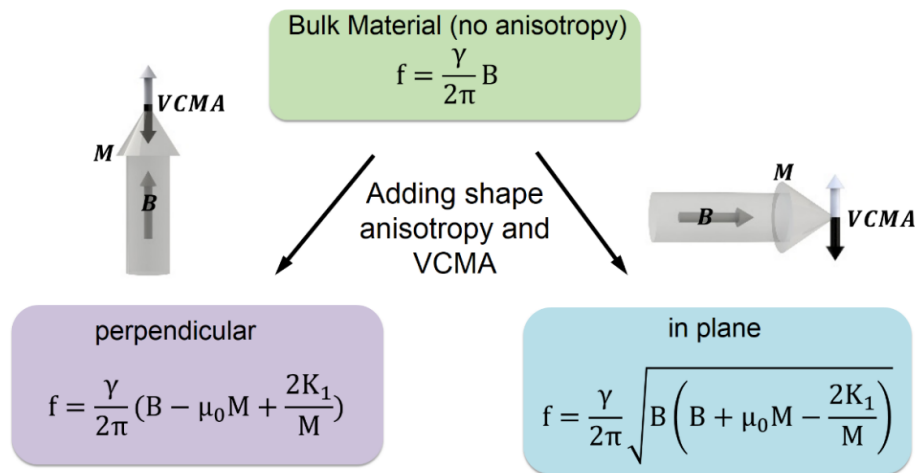 Bulk Material (no anisotropy)
f = γ/2π B
VCMA
M
B
Adding shape
anisotropy and
VCMA
M
B
VCMA
perpendicular
f = γ/2π (B − μ₀M + 2K₁/M)
in plane
f = γ/2π √(B(B + μ₀M − 2K₁/M))